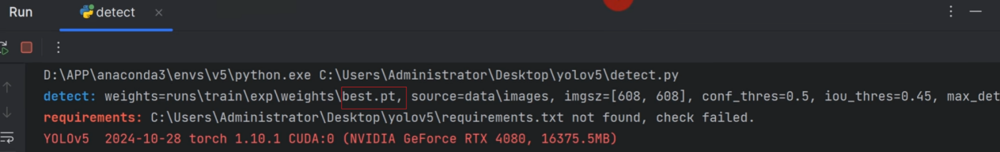 Run detect
D:\APP\anaconda3\envs\v5\python.exe C:\Users\Administrator\Desktop\yolov5\detect.py
detect: weights=runs\train\exp\weights\best.pt, source=data\images, imgsz=[608, 608], conf_thres=0.5, iou_thres=0.45, max_det
requirements: C:\Users\Administrator\Desktop\yolov5\requirements.txt not found, check failed.
YOLOv5 2024-10-28 torch 1.10.1 CUDA:0 (NVIDIA GeForce RTX 4080, 16375.5MB)